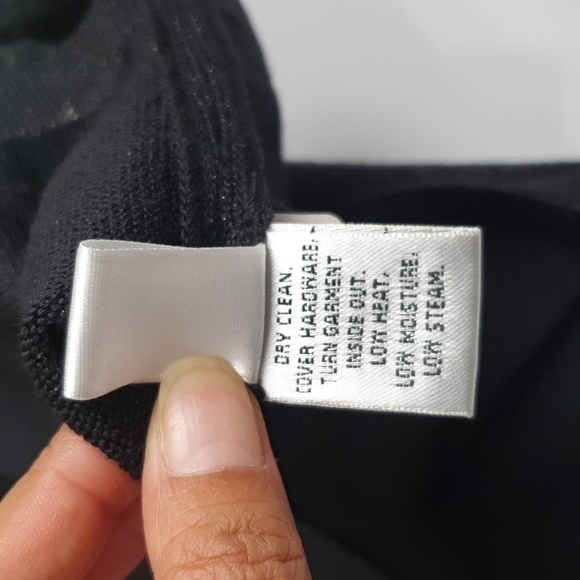 DRY CLEAN.
COVER HARDWARE.
TURN GARMENT
INSIDE OUT.
LOW HEAT.
LOW MOISTURE.
LOW STEAM.